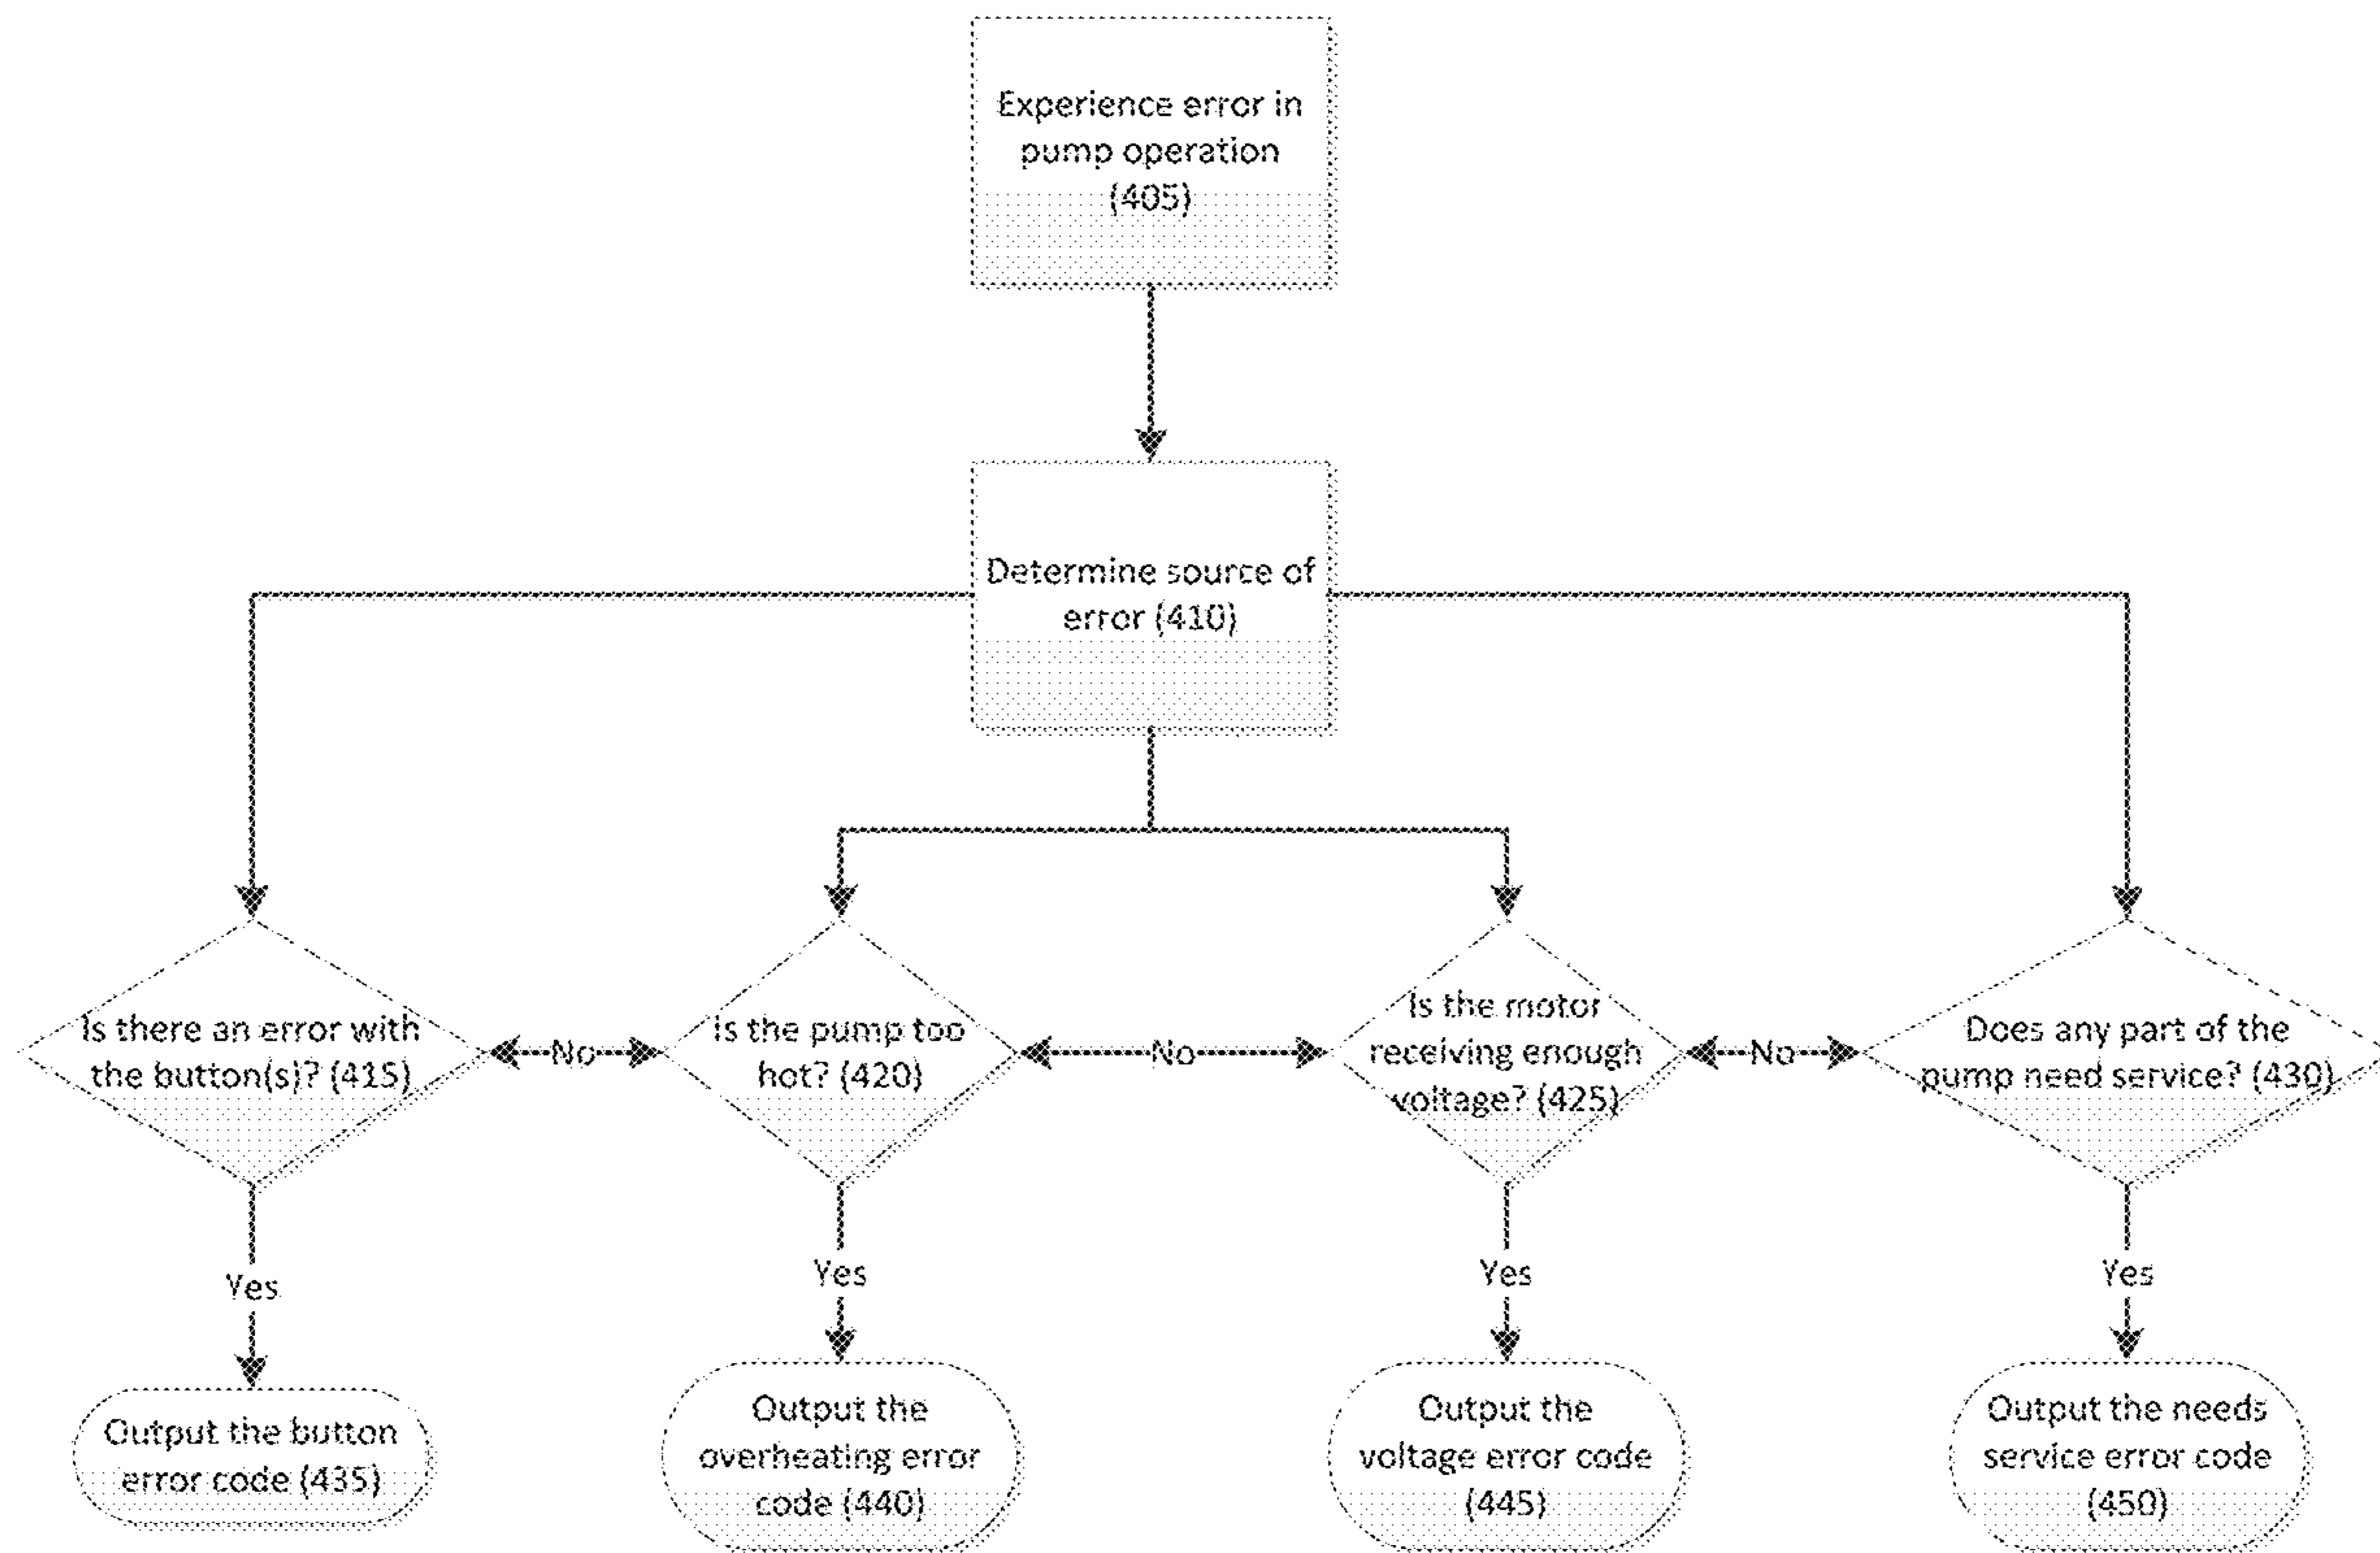 Experience error in
pump operation
(405)
Determine source of
error (410)
Is there an error with
the button(s)? (415)
No
Is the pump too
hot? (420)
No
Is the motor
receiving enough
voltage? (425)
No
Does any part of the
pump need service? (430)
Yes
Yes
Yes
Yes
Output the button
error code (435)
Output the
overheating error
code (440)
Output the
voltage error code
(445)
Output the needs
service error code
(450)